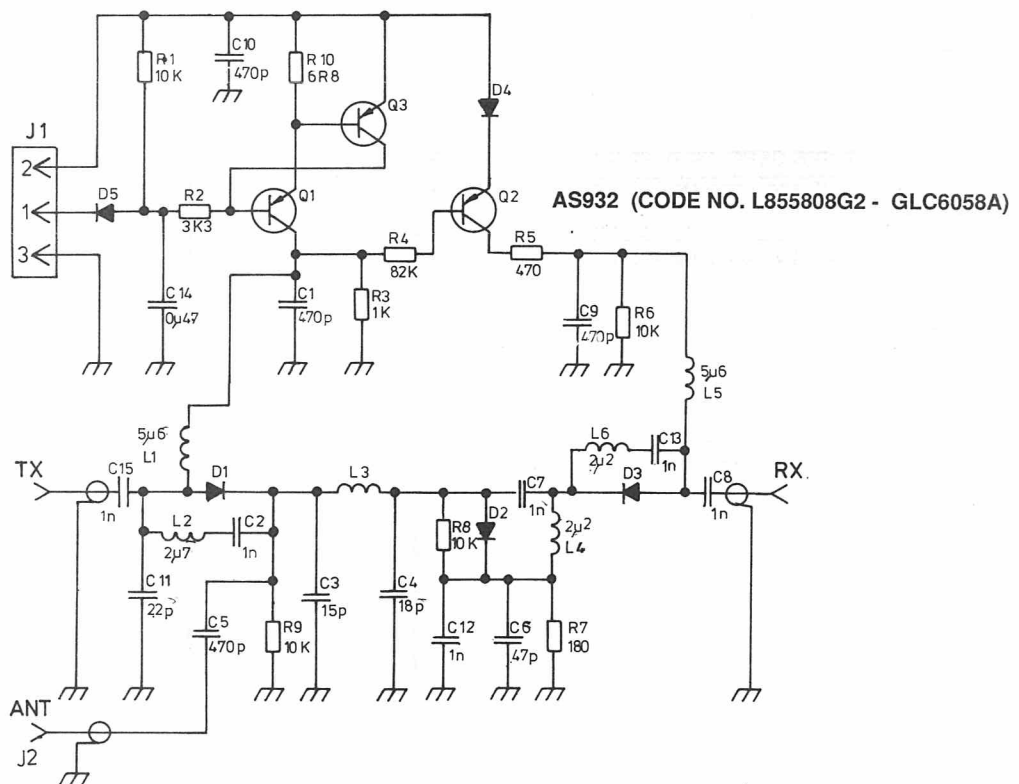 R1
10K
C10
470p
R10
6R8
Q3
D4
J1
2
1
3
D5
R2
3K3
Q1
Q2
AS932 (CODE NO. L855808G2 - GLC6058A)
R4
82K
R5
470
C14
0µ47
C1
470p
R3
1K
C9
470p
R6
10K
5µ6
L5
5µ6
L1
L6
2µ2
C13
1n
TX
C15
1n
D1
L3
C7
1n
D3
C8
1n
RX
L2
2µ7
C2
1n
R8
10K
D2
2µ2
L4
C11
22p
C5
470p
R9
10K
C3
15p
C4
18p
C12
1n
C6
47p
R7
180
ANT
J2